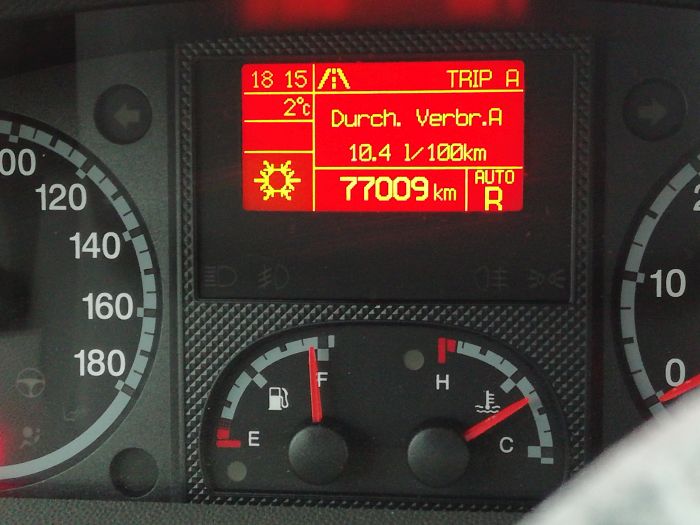 18 15 TRIP A
2°c
Durch. Verbr.A
10.4 l/100km
77009 km
AUTO
R
120
140
160
180
10
0
F
E
H
C